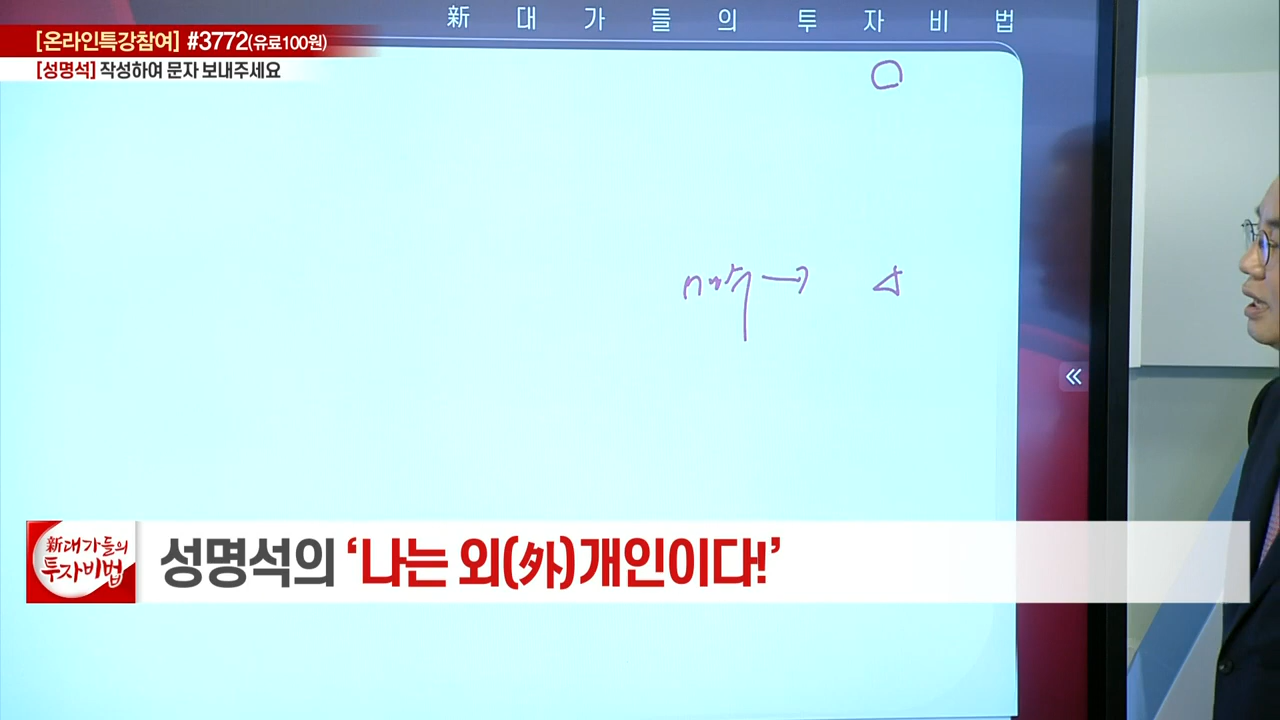 新대가들의투자비법
[온라인특강참여] #3772(유료100원)
[성명석] 작성하여 문자 보내주세요
新대가들의
투자비법
성명석의 ‘나는 외(外)개인이다!’